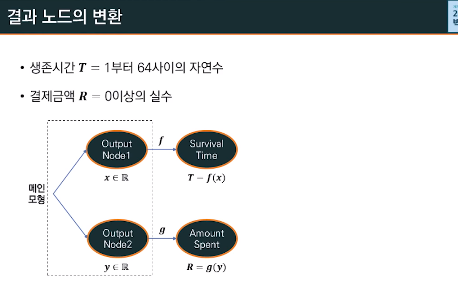 결과 노드의 변환
• 생존시간 T = 1부터 64사이의 자연수
• 결제금액 R = 0이상의 실수
메인
모형
Output
Node1
x ∈ ℝ
f
Survival
Time
T = f(x)
Output
Node2
y ∈ ℝ
g
Amount
Spent
R = g(y)